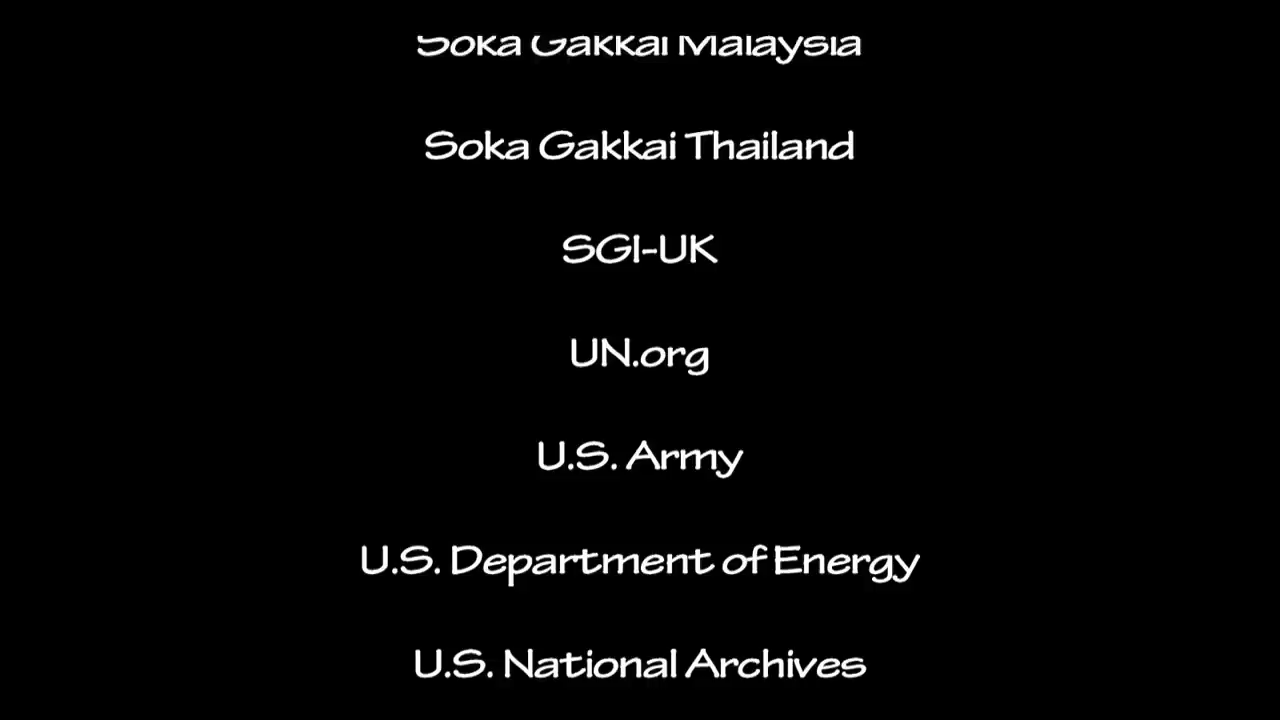 Soka Gakkai Malaysia
Soka Gakkai Thailand
SGI-UK
UN.org
U.S. Army
U.S. Department of Energy
U.S. National Archives